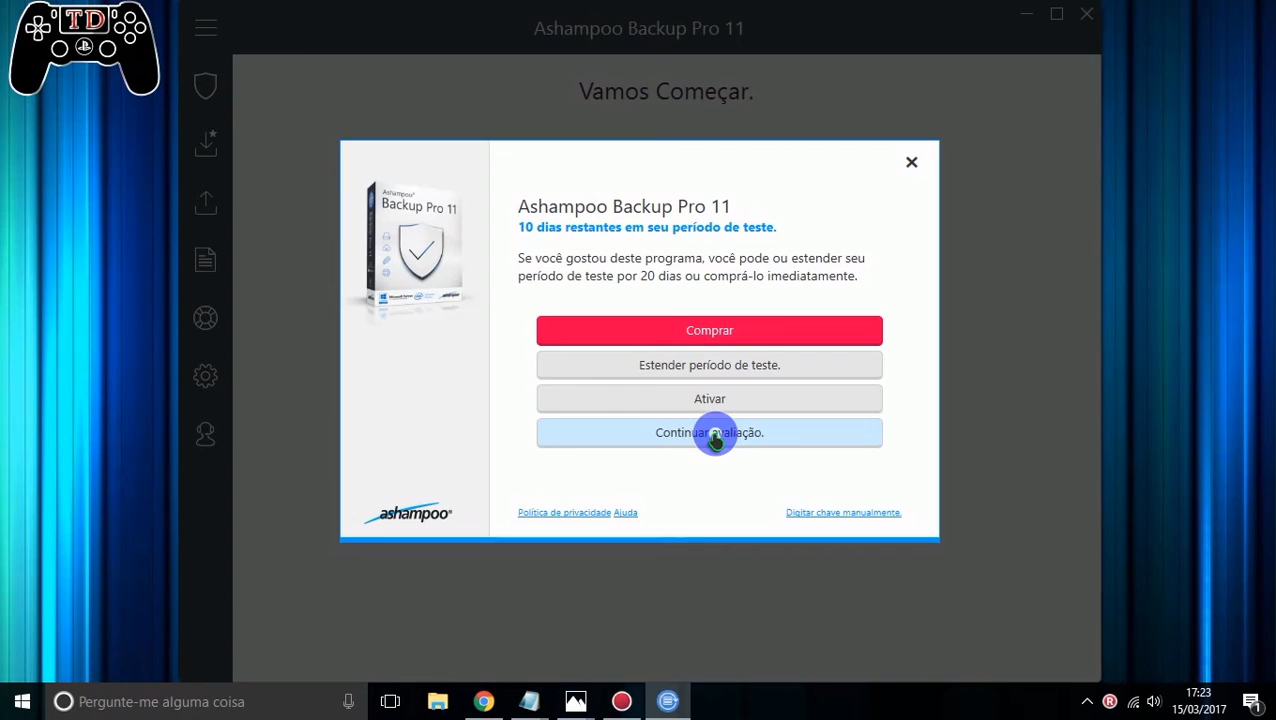 TD
Ashampoo Backup Pro 11
Vamos Começar.
Ashampoo®
Backup Pro 11
Ashampoo Backup Pro 11
10 dias restantes em seu período de teste.
Se você gostou deste programa, você pode ou estender seu
período de teste por 20 dias ou comprá-lo imediatamente.
Comprar
Estender período de teste.
Ativar
Continuar avaliação.
ashampoo®
Política de privacidade Ajuda
Digitar chave manualmente.
Pergunte-me alguma coisa
R
17:23
15/03/2017
1